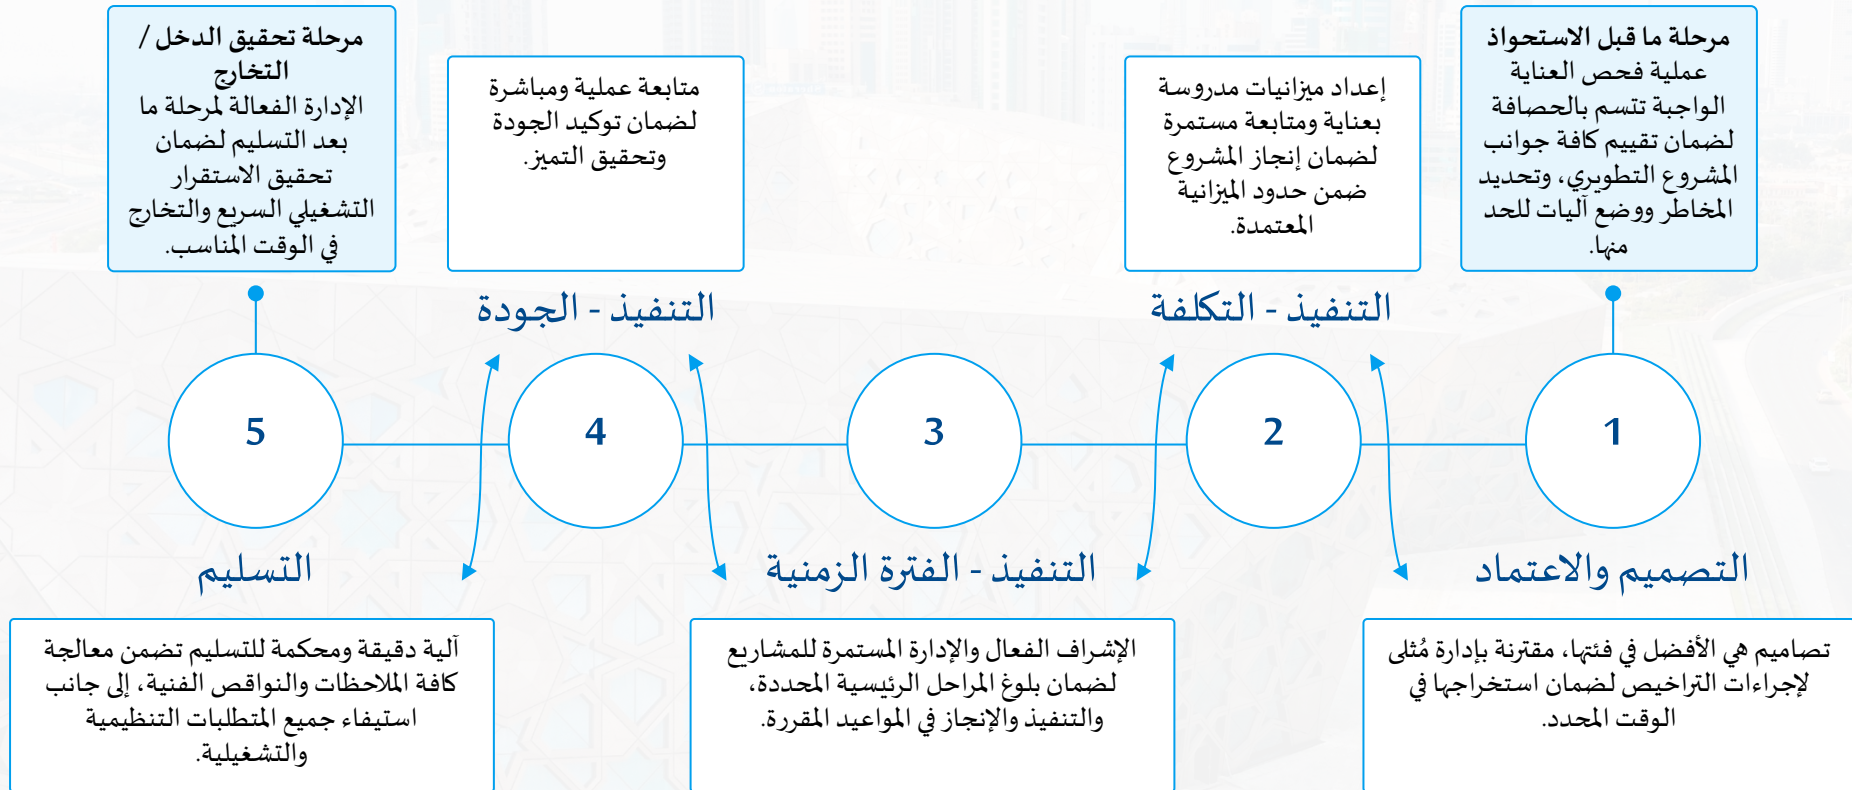 مرحلة ما قبل الاستحواذ
عملية فحص العناية
الواجبة تتسم بالحصافة
لضمان تقييم كافة جوانب
المشروع التطويري، وتحديد
المخاطر ووضع آليات للحد
منها.
إعداد ميزانيات مدروسة
بعناية ومتابعة مستمرة
لضمان إنجاز المشروع
ضمن حدود الميزانية
المعتمدة.
متابعة عملية ومباشرة
لضمان توكيد الجودة
وتحقيق التميز.
مرحلة تحقيق الدخل /
التخارج
الإدارة الفعالة لمرحلة ما
بعد التسليم لضمان
تحقيق الاستقرار
التشغيلي السريع والتخارج
في الوقت المناسب.
التنفيذ - التكلفة
التنفيذ - الجودة
1
2
3
4
5
التصميم والاعتماد
التنفيذ - الفترة الزمنية
التسليم
تصاميم هي الأفضل في فئتها، مقترنة بإدارة مُثلى
لإجراءات التراخيص لضمان استخراجها في
الوقت المحدد.
الإشراف الفعال والإدارة المستمرة للمشاريع
لضمان بلوغ المراحل الرئيسية المحددة،
والتنفيذ والإنجاز في المواعيد المقررة.
آلية دقيقة ومحكمة للتسليم تضمن معالجة
كافة الملاحظات والنواقص الفنية، إلى جانب
استيفاء جميع المتطلبات التنظيمية
والتشغيلية.